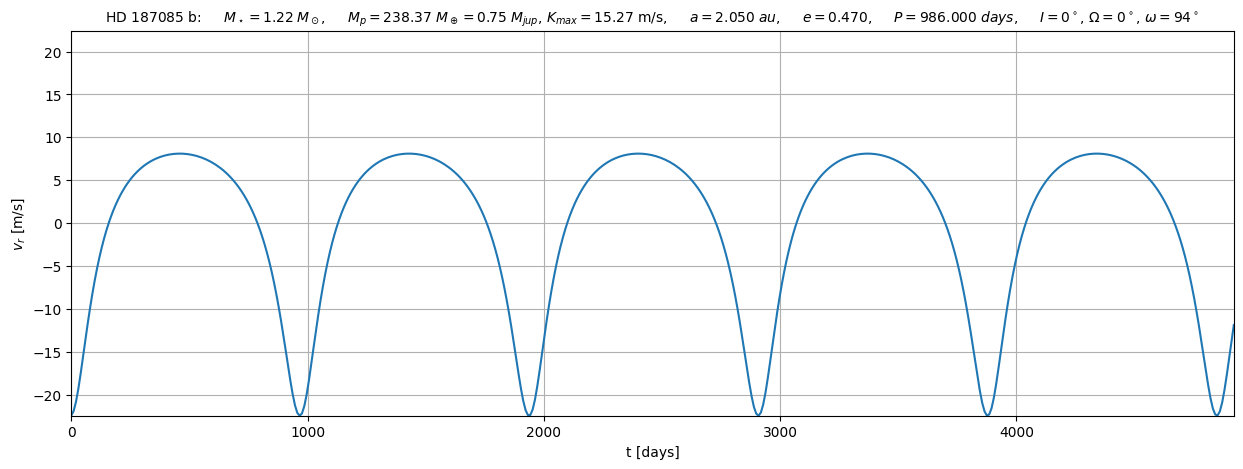 HD 187085 b: M⋆ = 1.22 M⊙, Mp = 238.37 M⊕ = 0.75 Mjup, Kmax = 15.27 m/s, a = 2.050 au, e = 0.470, P = 986.000 days, I = 0°, Ω = 0°, ω = 94°
20
15
10
5
0
−5
−10
−15
−20
vr [m/s]
0 1000 2000 3000 4000
t [days]